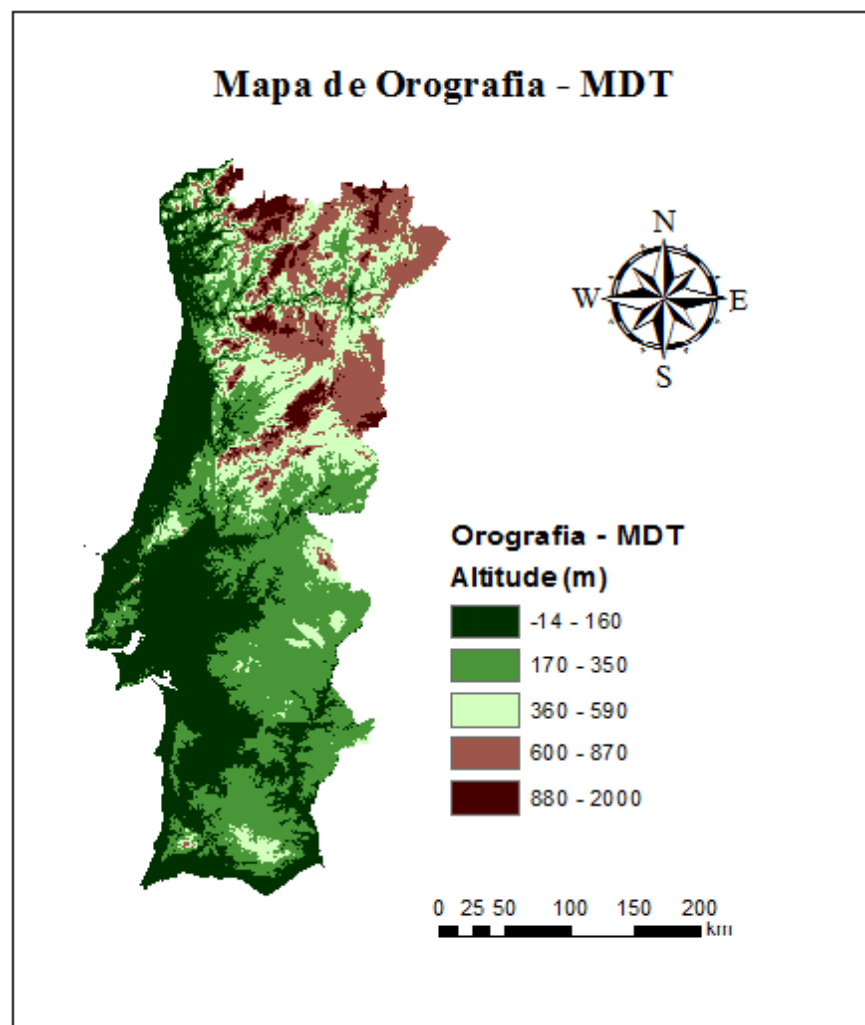 Mapa de Orografia - MDT
N
W E
S
Orografia - MDT
Altitude (m)
-14 - 160
170 - 350
360 - 590
600 - 870
880 - 2000
0 25 50 100 150 200
km